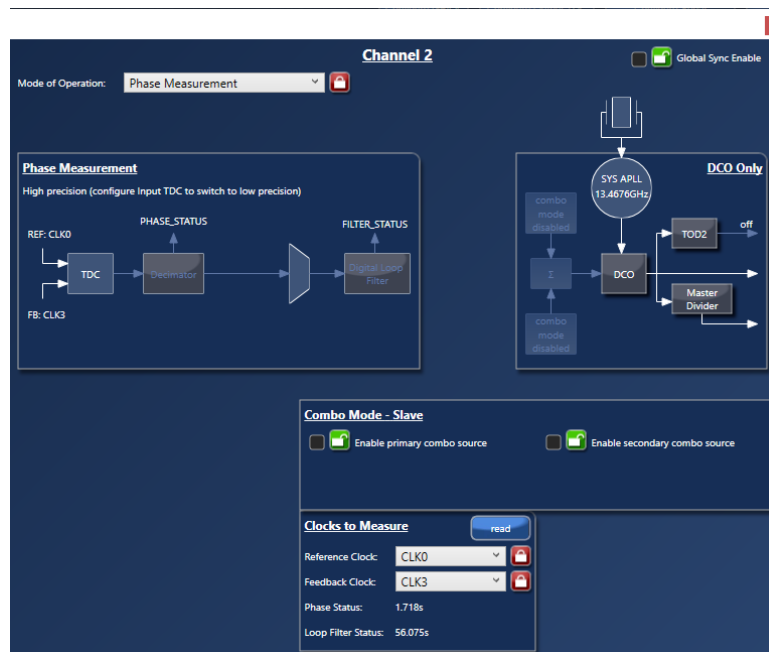 Channel 2
Global Sync Enable
Mode of Operation: Phase Measurement
Phase Measurement
High precision (configure Input TDC to switch to low precision)
REF: CLK0
PHASE_STATUS
FILTER_STATUS
TDC
Decimator
Digital Loop
Filter
FB: CLK3
DCO Only
SYS APLL
13.4676GHz
combo
mode
disabled
TOD2
off
Σ
DCO
Master
Divider
combo
mode
disabled
Combo Mode - Slave
Enable primary combo source
Enable secondary combo source
Clocks to Measure
read
Reference Clock: CLK0
Feedback Clock: CLK3
Phase Status: 1.718s
Loop Filter Status: 56.075s